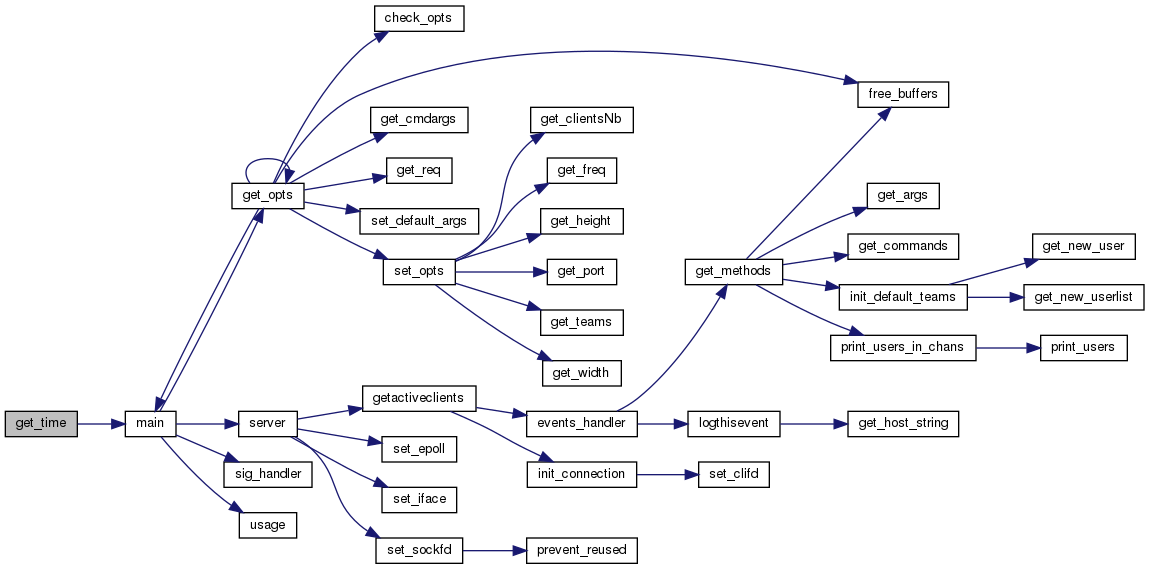 check_opts
free_buffers
get_clientsNb
get_cmdargs
get_req
get_freq
get_opts
get_args
set_default_args
get_height
get_commands
get_new_user
set_opts
get_port
get_methods
init_default_teams
get_new_userlist
get_teams
print_users_in_chans
print_users
get_width
getactiveclients
get_time
main
server
events_handler
logthisevent
get_host_string
set_epoll
sig_handler
init_connection
set_clifd
set_iface
usage
set_sockfd
prevent_reused